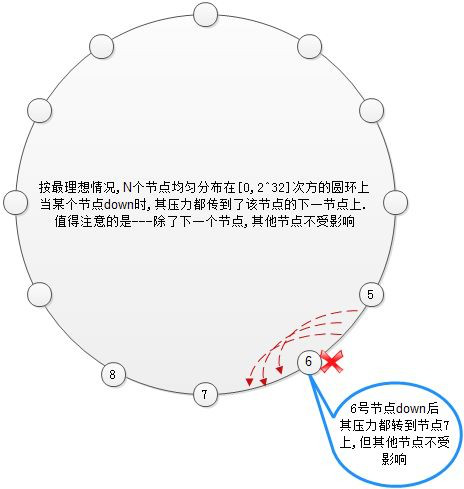 按最理想情况,N个节点均匀分布在[0,2^32]次方的圆环上
当某个节点down时,其压力都传到了该节点的下一节点上.
值得注意的是---除了下一个节点,其他节点不受影响
5
6
7
8
6号节点down后
其压力都转到节点7
上,但其他节点不受
影响